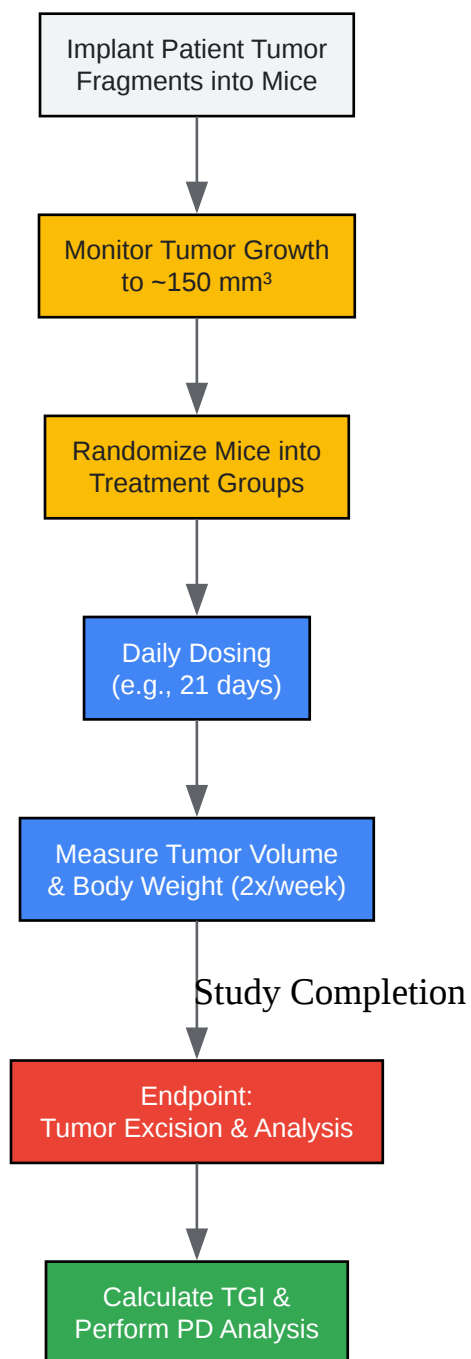 Implant Patient Tumor
Fragments into Mice
Monitor Tumor Growth
to ~150 mm³
Randomize Mice into
Treatment Groups
Daily Dosing
(e.g., 21 days)
Measure Tumor Volume
& Body Weight (2x/week)
Study Completion
Endpoint:
Tumor Excision & Analysis
Calculate TGI &
Perform PD Analysis